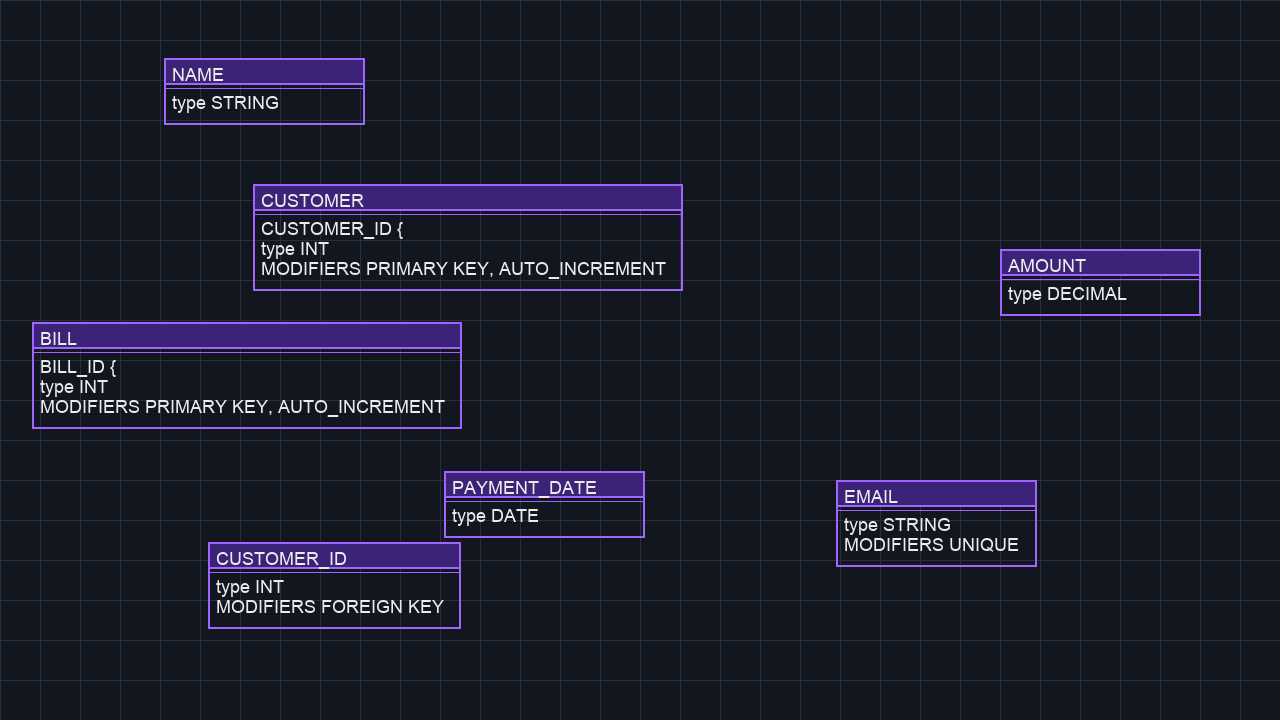 NAME
type STRING
CUSTOMER
CUSTOMER_ID {
type INT
MODIFIERS PRIMARY KEY, AUTO_INCREMENT
AMOUNT
type DECIMAL
BILL
BILL_ID {
type INT
MODIFIERS PRIMARY KEY, AUTO_INCREMENT
PAYMENT_DATE
type DATE
EMAIL
type STRING
MODIFIERS UNIQUE
CUSTOMER_ID
type INT
MODIFIERS FOREIGN KEY